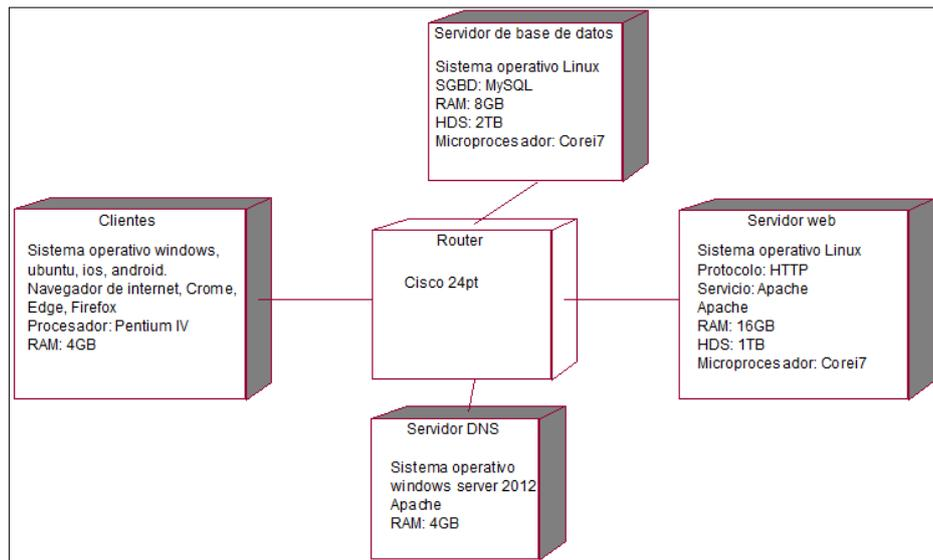 Servidor de base de datos
Sistema operativo Linux
SGBD: MySQL
RAM: 8GB
HDS: 2TB
Microprocesador: Corei7
Clientes
Sistema operativo windows,
ubuntu, ios, android.
Navegador de internet, Crome,
Edge, Firefox
Procesador: Pentium IV
RAM: 4GB
Router
Cisco 24pt
Servidor web
Sistema operativo Linux
Protocolo: HTTP
Servicio: Apache
Apache
RAM: 16GB
HDS: 1TB
Microprocesador: Corei7
Servidor DNS
Sistema operativo
windows server 2012
Apache
RAM: 4GB